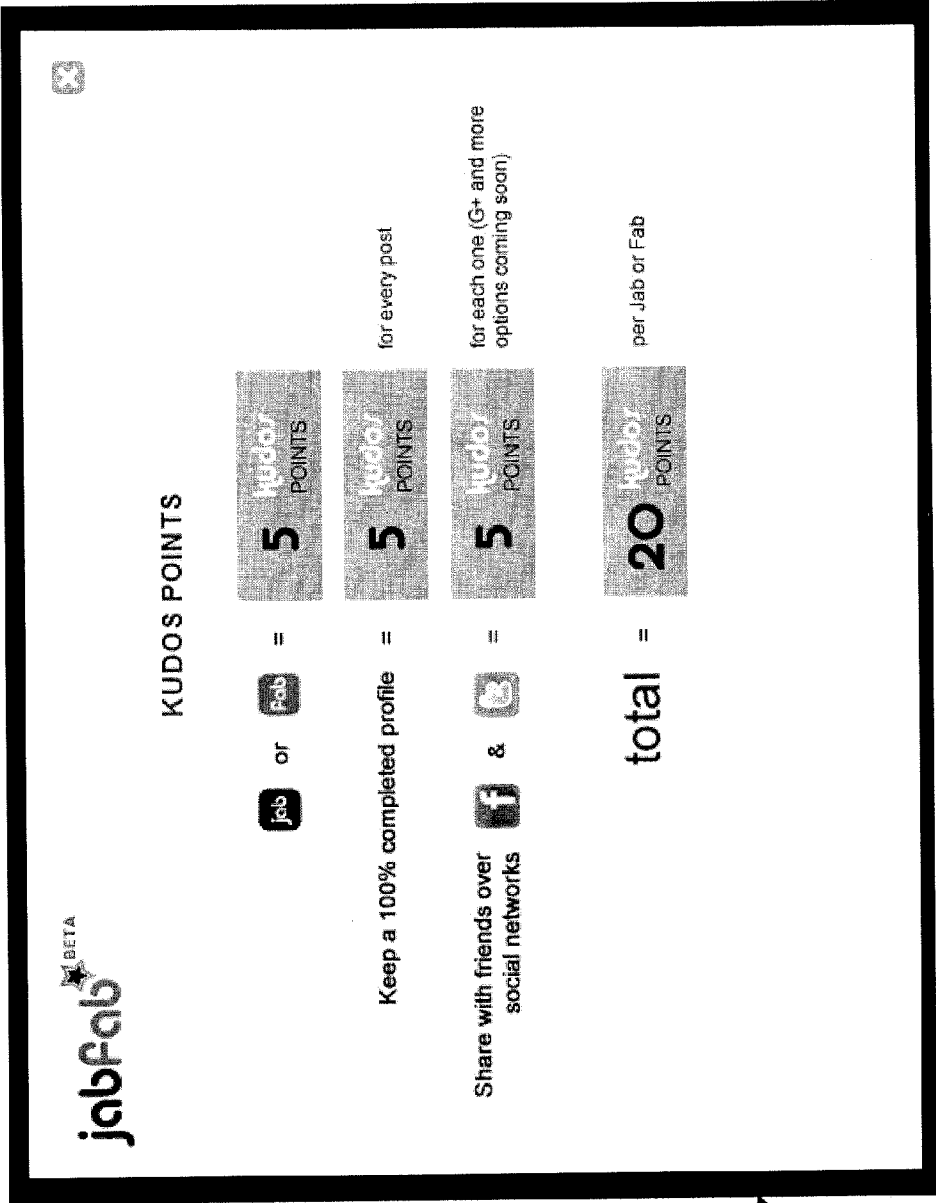 jabfab BETA
KUDOS POINTS
jab or fab = 5 kudos POINTS
Keep a 100% completed profile = 5 kudos POINTS for every post
Share with friends over
social networks
f & = 5 kudos POINTS
for each one (G+ and more
options coming soon)
total = 20 kudos POINTS per Jab or Fab